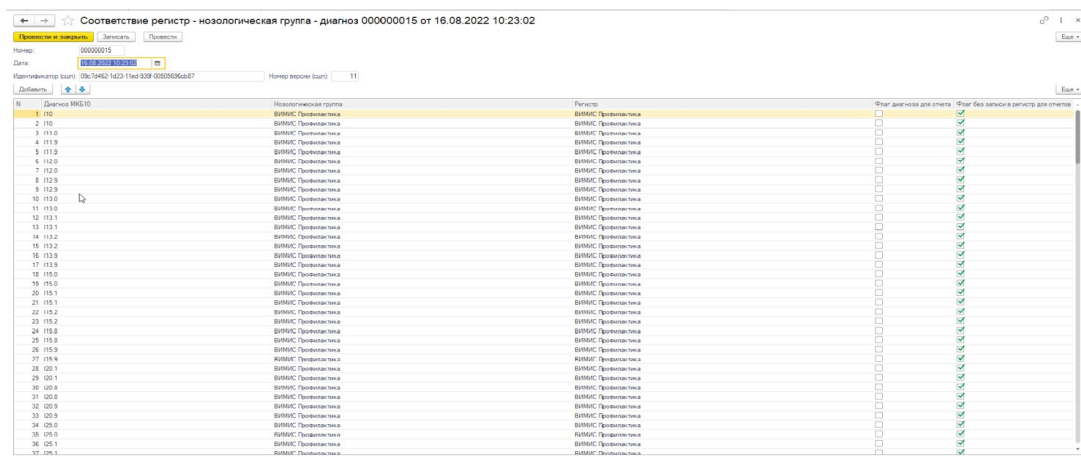 Соответствие регистр - нозологическая группа - диагноз 000000015 от 16.08.2022 10:23:02
Провести и закрыть Записать Провести Еще
Номер: 000000015
Дата: 16.08.2022 10:23:02
Идентификатор (сшп): Номер версии (сшп): 11
Добавить Еще
N Диагноз МКБ10 Нозологическая группа Регистр Флаг диагноза для отчета Флаг без записи в регистр для отчетов
1 I10 ВИМИС Профилактика ВИМИС Профилактика
2 I10 ВИМИС Профилактика ВИМИС Профилактика
3 I11.0 ВИМИС Профилактика ВИМИС Профилактика
4 I11.9 ВИМИС Профилактика ВИМИС Профилактика
5 I11.9 ВИМИС Профилактика ВИМИС Профилактика
6 I12.0 ВИМИС Профилактика ВИМИС Профилактика
7 I12.0 ВИМИС Профилактика ВИМИС Профилактика
8 I12.9 ВИМИС Профилактика ВИМИС Профилактика
9 I12.9 ВИМИС Профилактика ВИМИС Профилактика
10 I13.0 ВИМИС Профилактика ВИМИС Профилактика
11 I13.0 ВИМИС Профилактика ВИМИС Профилактика
12 I13.1 ВИМИС Профилактика ВИМИС Профилактика
13 I13.1 ВИМИС Профилактика ВИМИС Профилактика
14 I13.2 ВИМИС Профилактика ВИМИС Профилактика
15 I13.2 ВИМИС Профилактика ВИМИС Профилактика
16 I13.9 ВИМИС Профилактика ВИМИС Профилактика
17 I13.9 ВИМИС Профилактика ВИМИС Профилактика
18 I15.0 ВИМИС Профилактика ВИМИС Профилактика
19 I15.0 ВИМИС Профилактика ВИМИС Профилактика
20 I15.1 ВИМИС Профилактика ВИМИС Профилактика
21 I15.1 ВИМИС Профилактика ВИМИС Профилактика
22 I15.2 ВИМИС Профилактика ВИМИС Профилактика
23 I15.2 ВИМИС Профилактика ВИМИС Профилактика
24 I15.8 ВИМИС Профилактика ВИМИС Профилактика
25 I15.8 ВИМИС Профилактика ВИМИС Профилактика
26 I15.9 ВИМИС Профилактика ВИМИС Профилактика
27 I15.9 ВИМИС Профилактика ВИМИС Профилактика
28 I20.1 ВИМИС Профилактика ВИМИС Профилактика
29 I20.1 ВИМИС Профилактика ВИМИС Профилактика
30 I20.8 ВИМИС Профилактика ВИМИС Профилактика
31 I20.8 ВИМИС Профилактика ВИМИС Профилактика
32 I20.9 ВИМИС Профилактика ВИМИС Профилактика
33 I20.9 ВИМИС Профилактика ВИМИС Профилактика
34 I25.0 ВИМИС Профилактика ВИМИС Профилактика
35 I25.0 ВИМИС Профилактика ВИМИС Профилактика
36 I25.1 ВИМИС Профилактика ВИМИС Профилактика
37 I25.1 ВИМИС Профилактика ВИМИС Профилактика